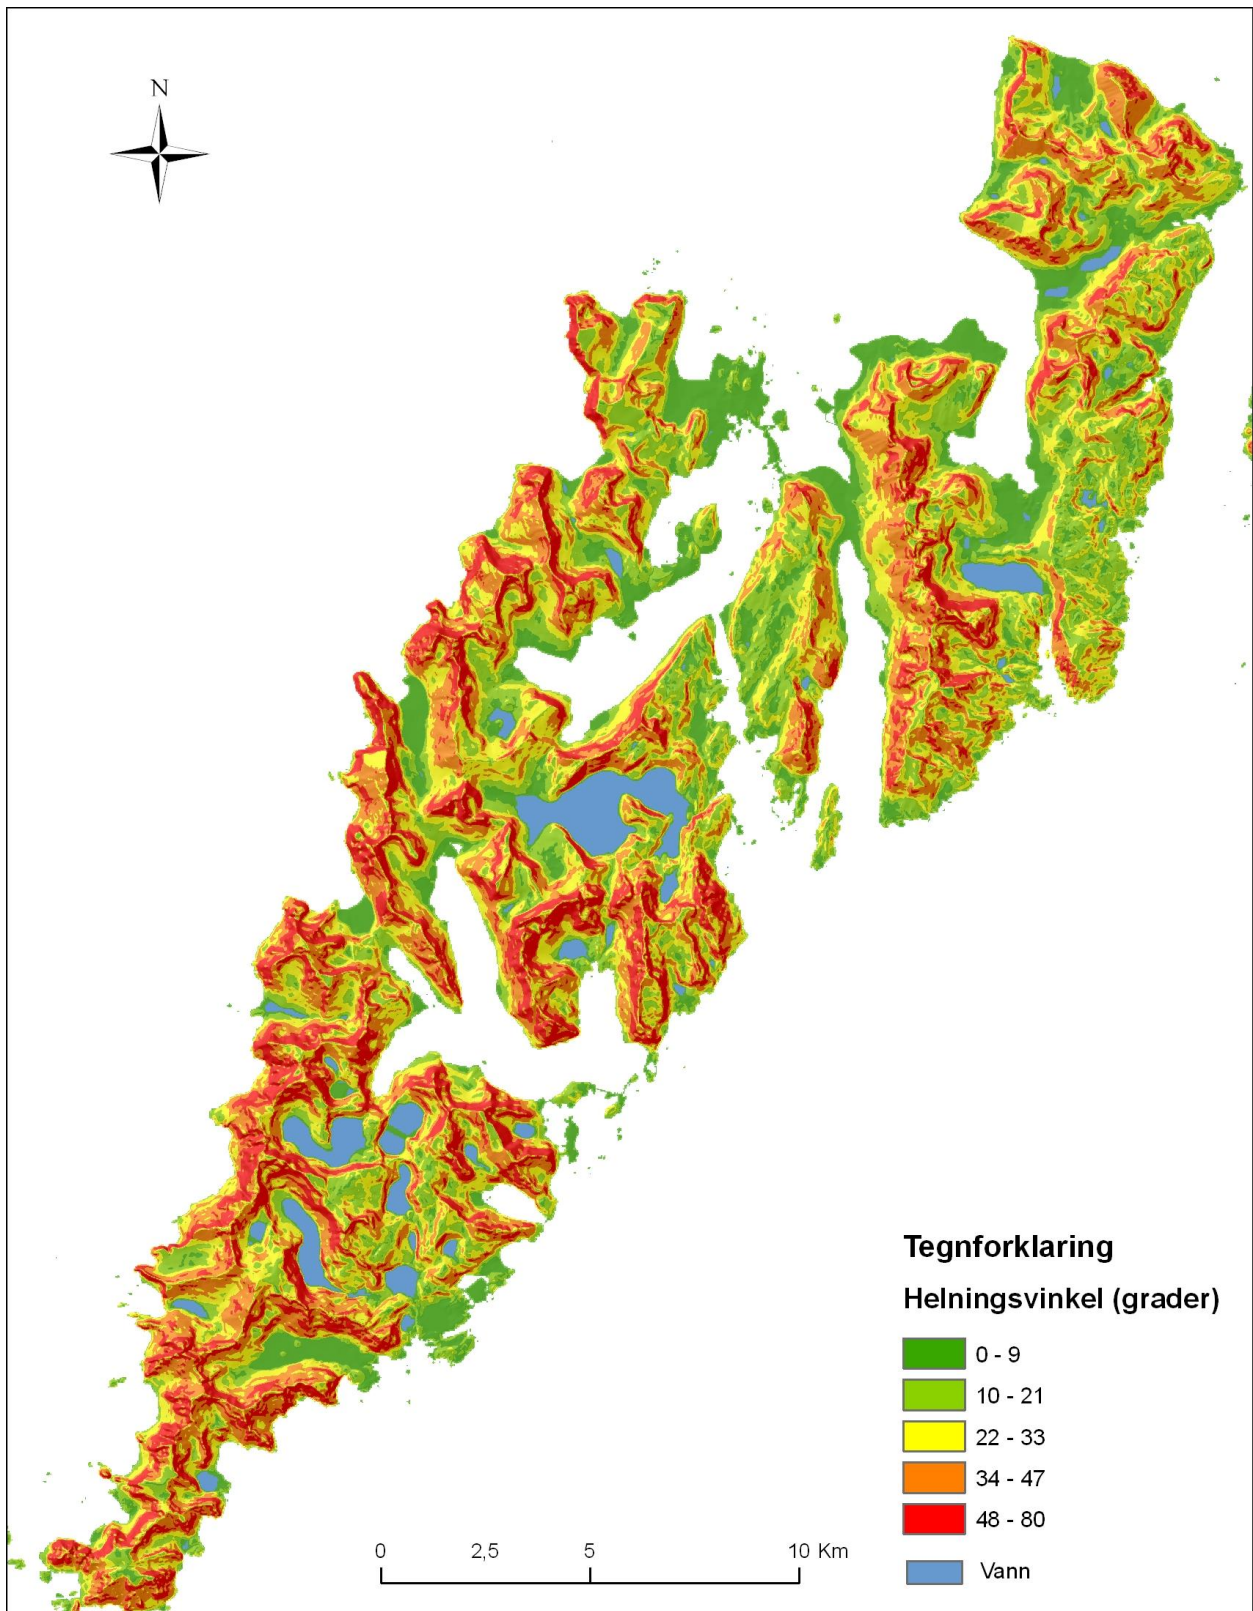 N
Tegnforklaring
Helningsvinkel (grader)
0 - 9
10 - 21
22 - 33
34 - 47
48 - 80
Vann
0 2,5 5 10 Km